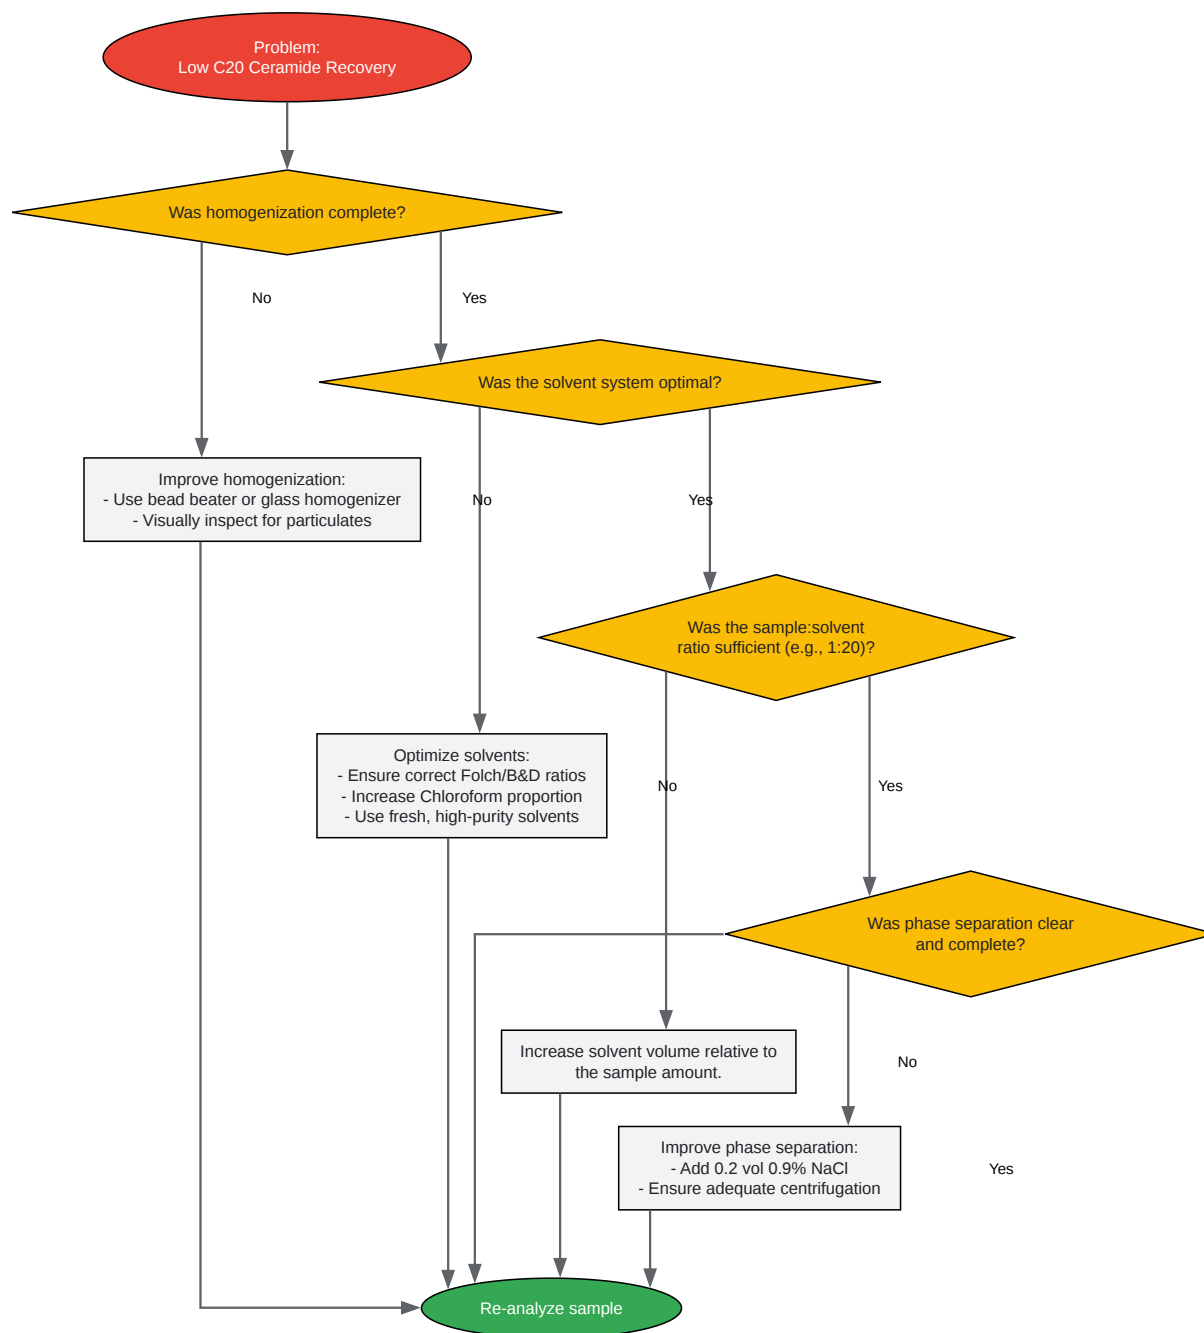 Problem:
Low C20 Ceramide Recovery
Was homogenization complete?
No
Yes
Was the solvent system optimal?
Improve homogenization:
- Use bead beater or glass homogenizer
- Visually inspect for particulates
No
Yes
Was the sample:solvent
ratio sufficient (e.g., 1:20)?
Optimize solvents:
- Ensure correct Folch/B&D ratios
- Increase Chloroform proportion
- Use fresh, high-purity solvents
No
Yes
Was phase separation clear
and complete?
Increase solvent volume relative to
the sample amount.
No
Improve phase separation:
- Add 0.2 vol 0.9% NaCl
- Ensure adequate centrifugation
Yes
Re-analyze sample